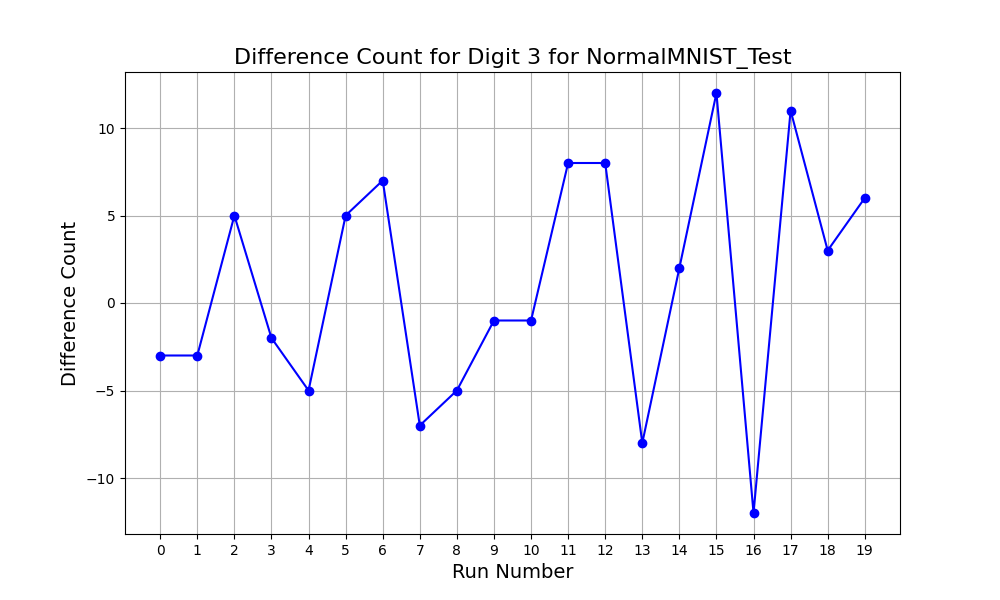 Difference Count for Digit 3 for NormalMNIST_Test
Difference Count
10
5
0
−5
−10
0 1 2 3 4 5 6 7 8 9 10 11 12 13 14 15 16 17 18 19
Run Number